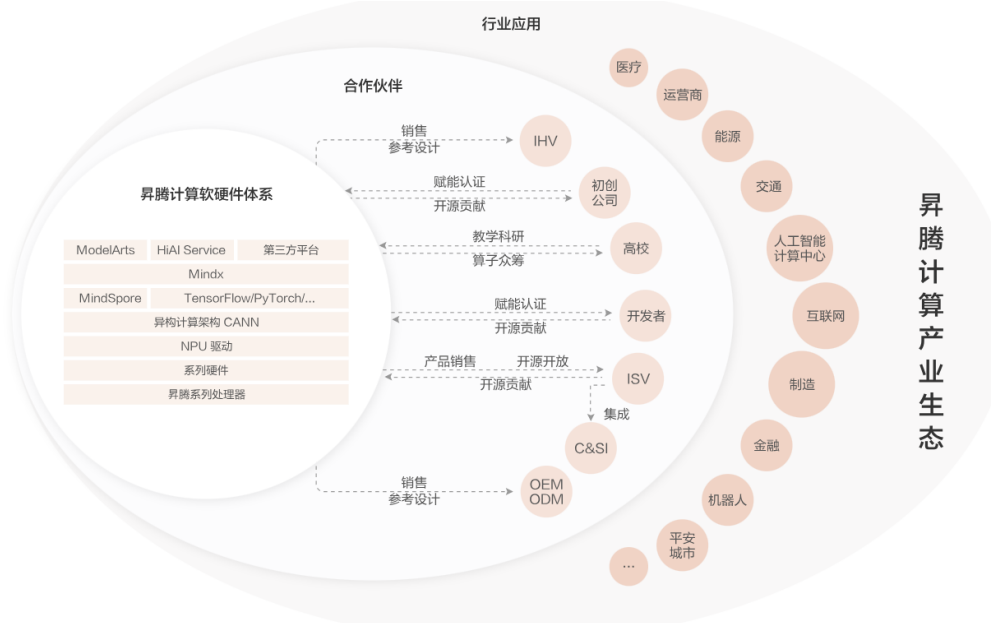 行业应用
合作伙伴
昇腾计算软硬件体系
ModelArts
HiAI Service
第三方平台
Mindx
MindSpore
TensorFlow/PyTorch/...
异构计算架构 CANN
NPU 驱动
系列硬件
昇腾系列处理器
销售
参考设计
IHV
赋能认证
开源贡献
初创
公司
教学科研
算子众筹
高校
赋能认证
开源贡献
开发者
产品销售
开源开放
开源贡献
ISV
集成
C&SI
销售
参考设计
OEM
ODM
医疗
运营商
能源
交通
人工智能
计算中心
互联网
制造
金融
机器人
平安
城市
...
昇腾计算产业生态